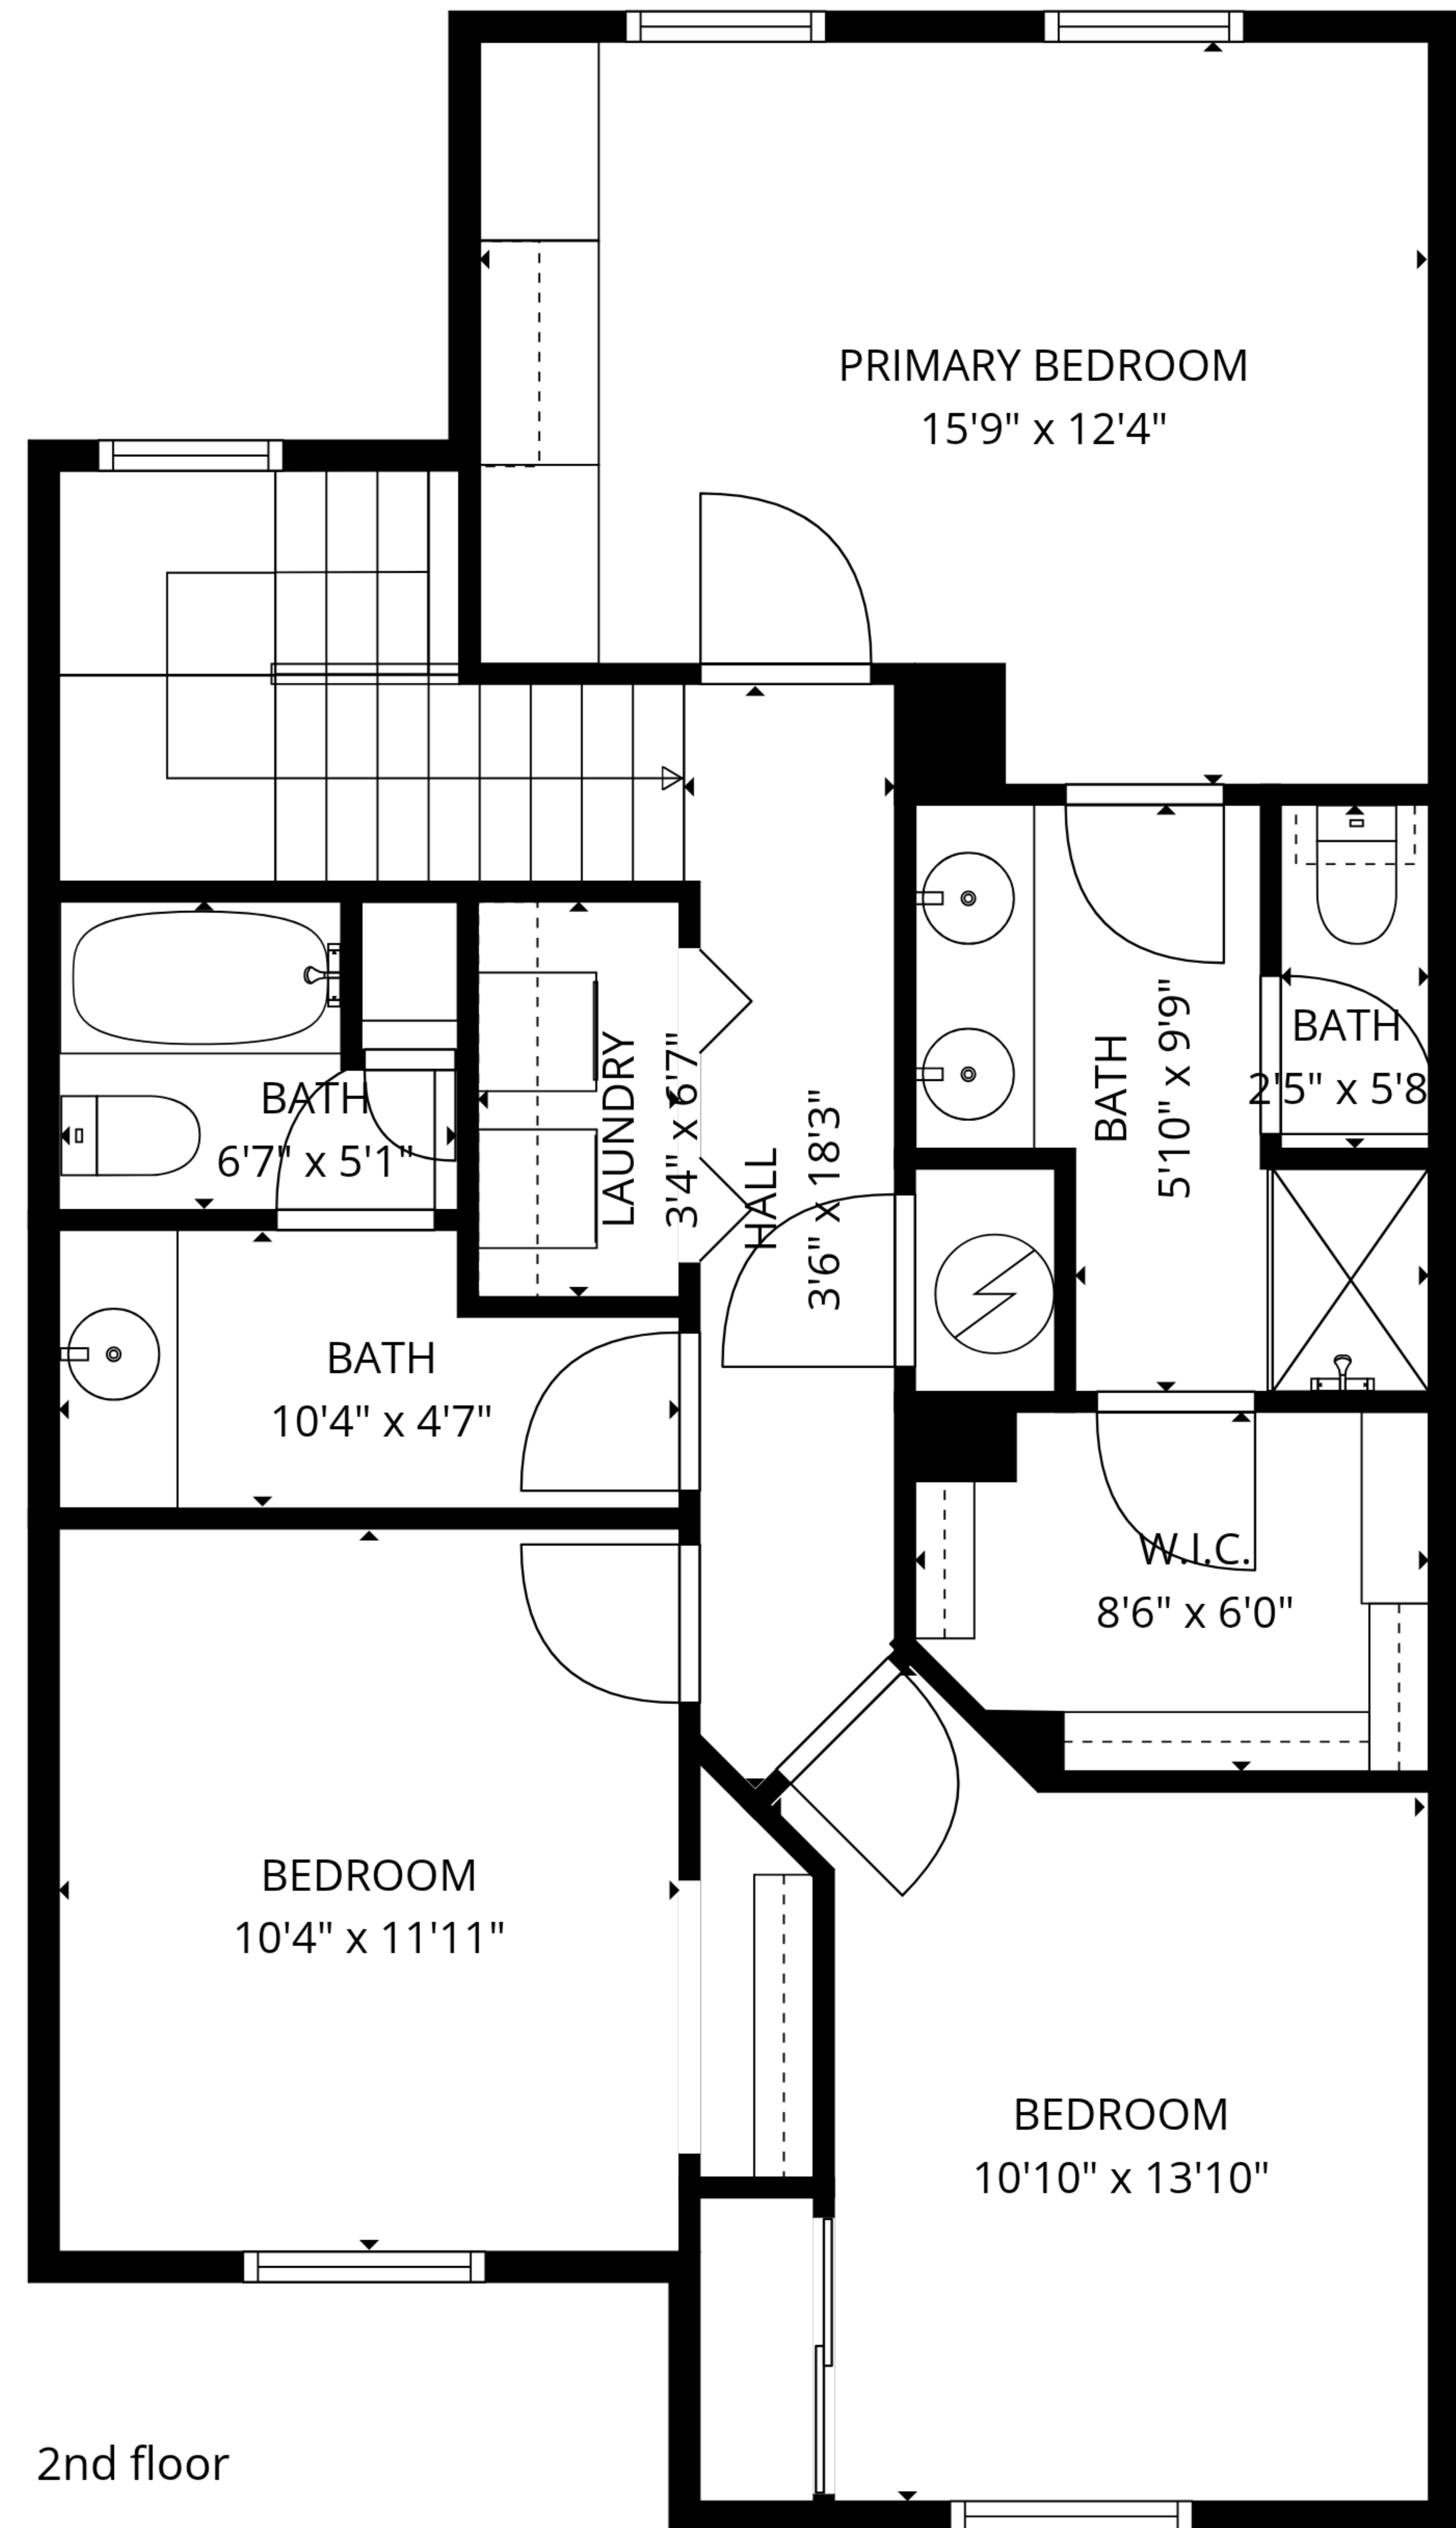 PRIMARY BEDROOM
15'9" x 12'4"
BATH
2'5" x 5'8
BATH
5'10" x 9'9"
BATH
6'7" x 5'1"
LAUNDRY
3'4" x 6'7"
HALL
3'6" x 18'3"
BATH
10'4" x 4'7"
W.I.C.
8'6" x 6'0"
BEDROOM
10'4" x 11'11"
BEDROOM
10'10" x 13'10"
2nd floor